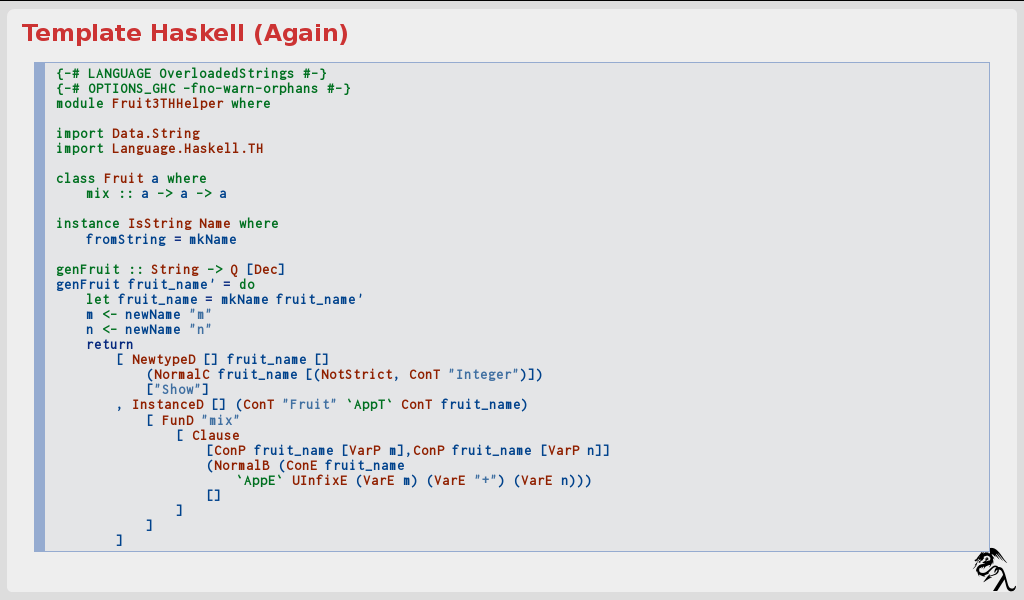 Template Haskell (Again)
{-# LANGUAGE OverloadedStrings #-}
{-# OPTIONS_GHC -fno-warn-orphans #-}
module Fruit3THHelper where

import Data.String
import Language.Haskell.TH

class Fruit a where
    mix :: a -> a -> a

instance IsString Name where
    fromString = mkName

genFruit :: String -> Q [Dec]
genFruit fruit_name' = do
    let fruit_name = mkName fruit_name'
    m <- newName "m"
    n <- newName "n"
    return
        [ NewtypeD [] fruit_name []
            (NormalC fruit_name [(NotStrict, ConT "Integer")])
            ["Show"]
        , InstanceD [] (ConT "Fruit" `AppT` ConT fruit_name)
            [ FunD "mix"
                [ Clause
                    [ConP fruit_name [VarP m],ConP fruit_name [VarP n]]
                    (NormalB (ConE fruit_name
                        `AppE` UInfixE (VarE m) (VarE "+") (VarE n)))
                    []
                ]
            ]
        ]